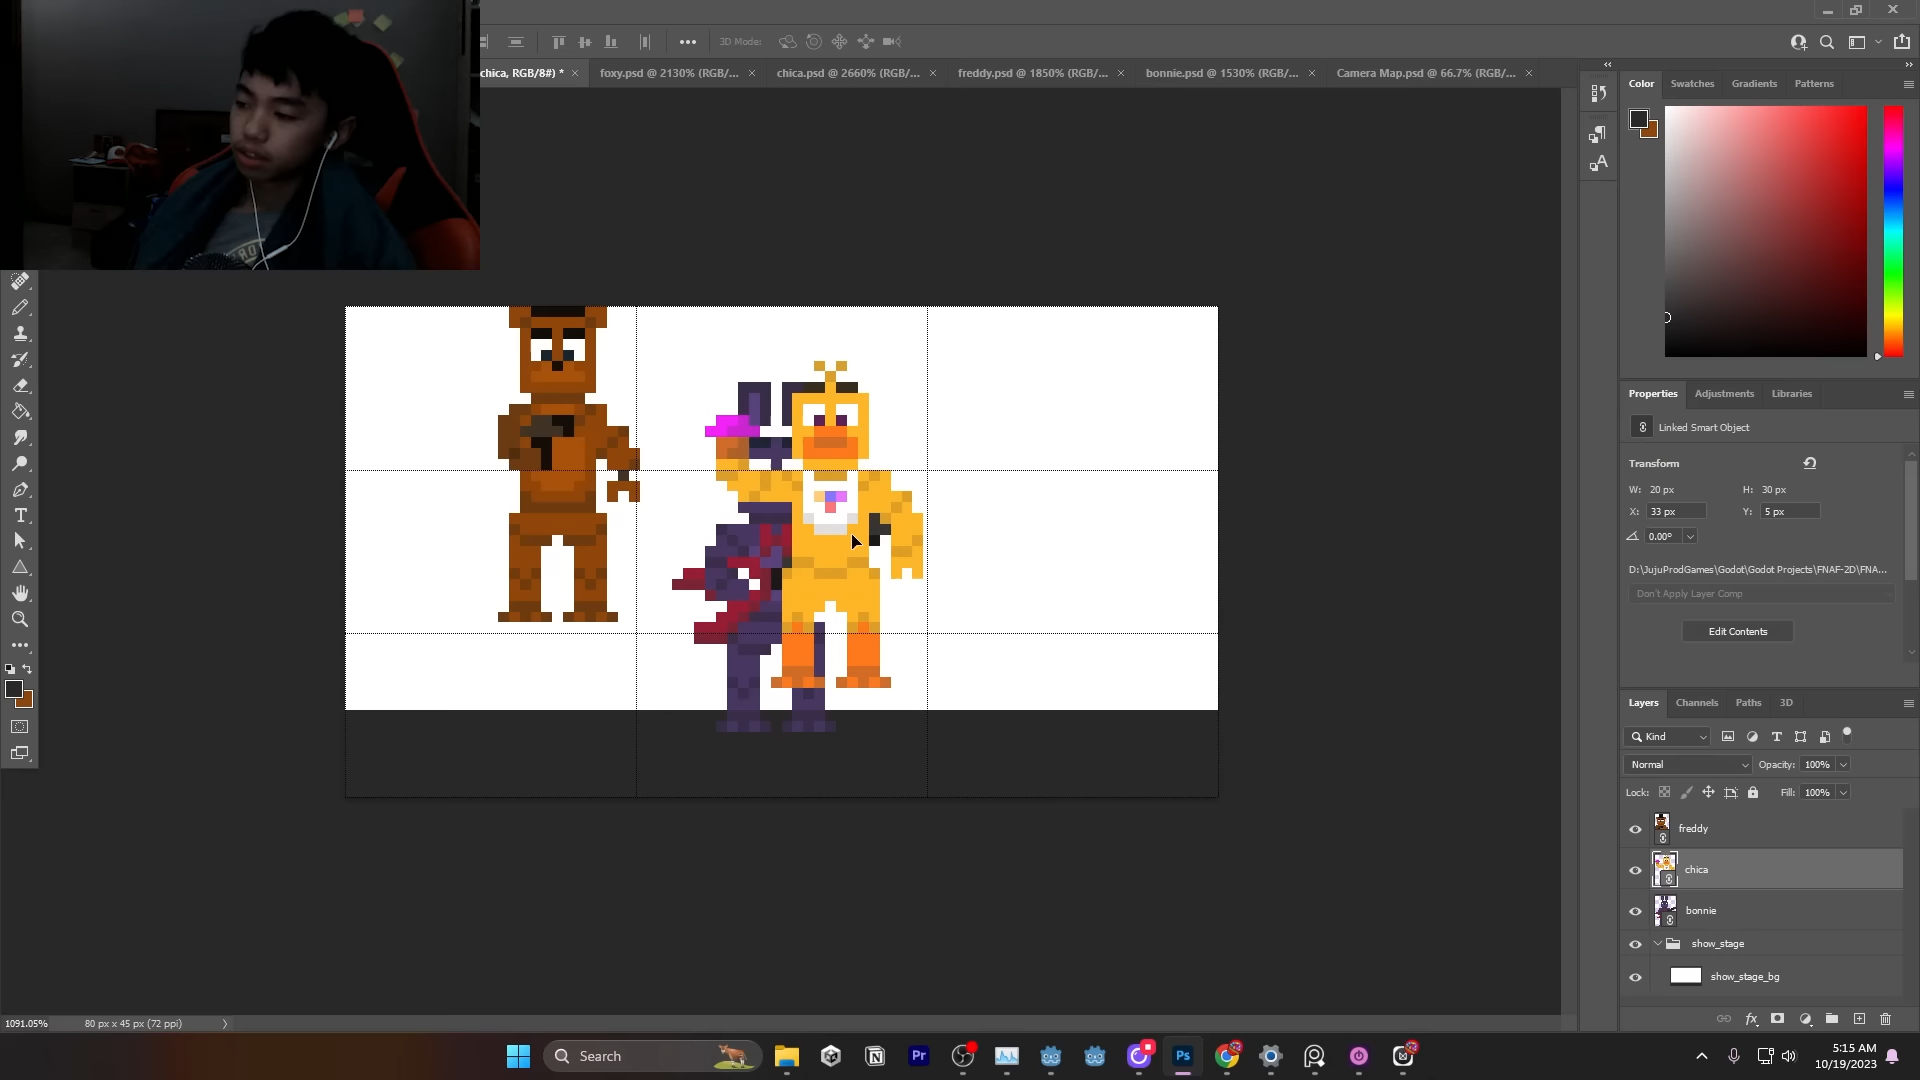 3D Mode:
chica, RGB/8#) *
foxy.psd @ 2130% (RGB/...
chica.psd @ 2660% (RGB/...
freddy.psd @ 1850% (RGB/...
bonnie.psd @ 1530% (RGB/...
Camera Map.psd @ 66.7% (RGB/...
Color
Swatches
Gradients
Patterns
Properties
Adjustments
Libraries
Linked Smart Object
Transform
W: 20 px
H: 30 px
X: 33 px
Y: 5 px
0.00°
D:\JujuProdGames\Godot\Godot Projects\FNAF-2D\FNA...
Don't Apply Layer Comp
Edit Contents
Layers
Channels
Paths
3D
Kind
Normal
Opacity: 100%
Lock:
Fill: 100%
freddy
chica
bonnie
show_stage
show_stage_bg
1091.05%
80 px x 45 px (72 ppi)
Search
Pr
Ps
5:15 AM
10/19/2023